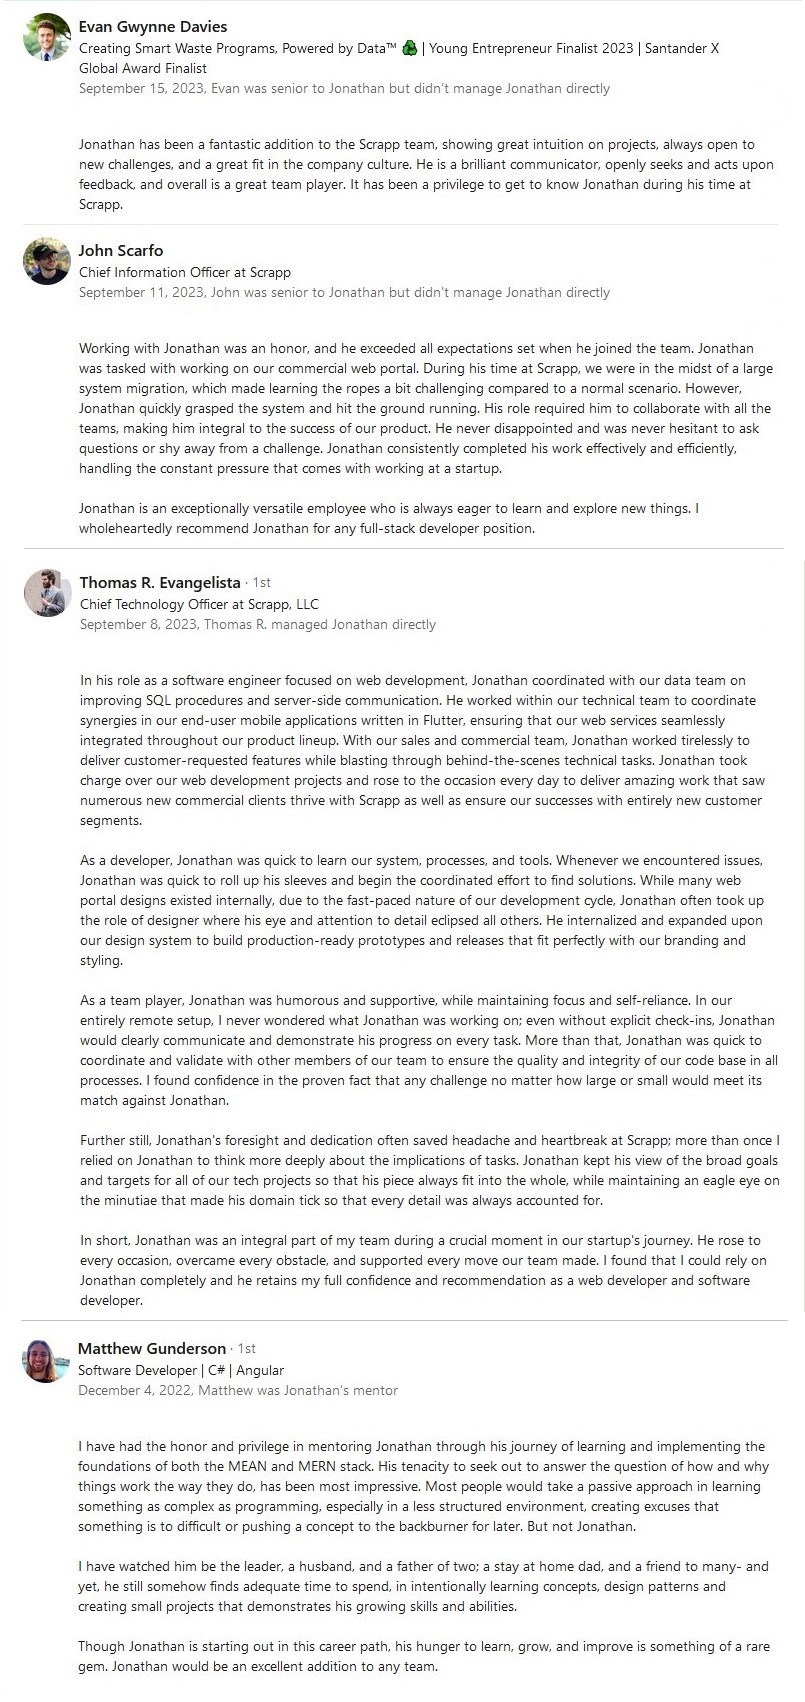 Evan Gwynne Davies
Creating Smart Waste Programs, Powered by Data™ ♻ | Young Entrepreneur Finalist 2023 | Santander X
Global Award Finalist
September 15, 2023, Evan was senior to Jonathan but didn't manage Jonathan directly
Jonathan has been a fantastic addition to the Scrapp team, showing great intuition on projects, always open to
new challenges, and a great fit in the company culture. He is a brilliant communicator, openly seeks and acts upon
feedback, and overall is a great team player. It has been a privilege to get to know Jonathan during his time at
Scrapp.
John Scarfo
Chief Information Officer at Scrapp
September 11, 2023, John was senior to Jonathan but didn't manage Jonathan directly
Working with Jonathan was an honor, and he exceeded all expectations set when he joined the team. Jonathan
was tasked with working on our commercial web portal. During his time at Scrapp, we were in the midst of a large
system migration, which made learning the ropes a bit challenging compared to a normal scenario. However,
Jonathan quickly grasped the system and hit the ground running. His role required him to collaborate with all the
teams, making him integral to the success of our product. He never disappointed and was never hesitant to ask
questions or shy away from a challenge. Jonathan consistently completed his work effectively and efficiently,
handling the constant pressure that comes with working at a startup.
Jonathan is an exceptionally versatile employee who is always eager to learn and explore new things. I
wholeheartedly recommend Jonathan for any full-stack developer position.
Thomas R. Evangelista · 1st
Chief Technology Officer at Scrapp, LLC
September 8, 2023, Thomas R. managed Jonathan directly
In his role as a software engineer focused on web development, Jonathan coordinated with our data team on
improving SQL procedures and server-side communication. He worked within our technical team to coordinate
synergies in our end-user mobile applications written in Flutter, ensuring that our web services seamlessly
integrated throughout our product lineup. With our sales and commercial team, Jonathan worked tirelessly to
deliver customer-requested features while blasting through behind-the-scenes technical tasks. Jonathan took
charge over our web development projects and rose to the occasion every day to deliver amazing work that saw
numerous new commercial clients thrive with Scrapp as well as ensure our successes with entirely new customer
segments.
As a developer, Jonathan was quick to learn our system, processes, and tools. Whenever we encountered issues,
Jonathan was quick to roll up his sleeves and begin the coordinated effort to find solutions. While many web
portal designs existed internally, due to the fast-paced nature of our development cycle, Jonathan often took up
the role of designer where his eye and attention to detail eclipsed all others. He internalized and expanded upon
our design system to build production-ready prototypes and releases that fit perfectly with our branding and
styling.
As a team player, Jonathan was humorous and supportive, while maintaining focus and self-reliance. In our
entirely remote setup, I never wondered what Jonathan was working on; even without explicit check-ins, Jonathan
would clearly communicate and demonstrate his progress on every task. More than that, Jonathan was quick to
coordinate and validate with other members of our team to ensure the quality and integrity of our code base in all
processes. I found confidence in the proven fact that any challenge no matter how large or small would meet its
match against Jonathan.
Further still, Jonathan's foresight and dedication often saved headache and heartbreak at Scrapp; more than once I
relied on Jonathan to think more deeply about the implications of tasks. Jonathan kept his view of the broad goals
and targets for all of our tech projects so that his piece always fit into the whole, while maintaining an eagle eye on
the minutiae that made his domain tick so that every detail was always accounted for.
In short, Jonathan was an integral part of my team during a crucial moment in our startup's journey. He rose to
every occasion, overcame every obstacle, and supported every move our team made. I found that I could rely on
Jonathan completely and he retains my full confidence and recommendation as a web developer and software
developer.
Matthew Gunderson · 1st
Software Developer | C# | Angular
December 4, 2022, Matthew was Jonathan's mentor
I have had the honor and privilege in mentoring Jonathan through his journey of learning and implementing the
foundations of both the MEAN and MERN stack. His tenacity to seek out to answer the question of how and why
things work the way they do, has been most impressive. Most people would take a passive approach in learning
something as complex as programming, especially in a less structured environment, creating excuses that
something is to difficult or pushing a concept to the backburner for later. But not Jonathan.
I have watched him be the leader, a husband, and a father of two; a stay at home dad, and a friend to many- and
yet, he still somehow finds adequate time to spend, in intentionally learning concepts, design patterns and
creating small projects that demonstrates his growing skills and abilities.
Though Jonathan is starting out in this career path, his hunger to learn, grow, and improve is something of a rare
gem. Jonathan would be an excellent addition to any team.